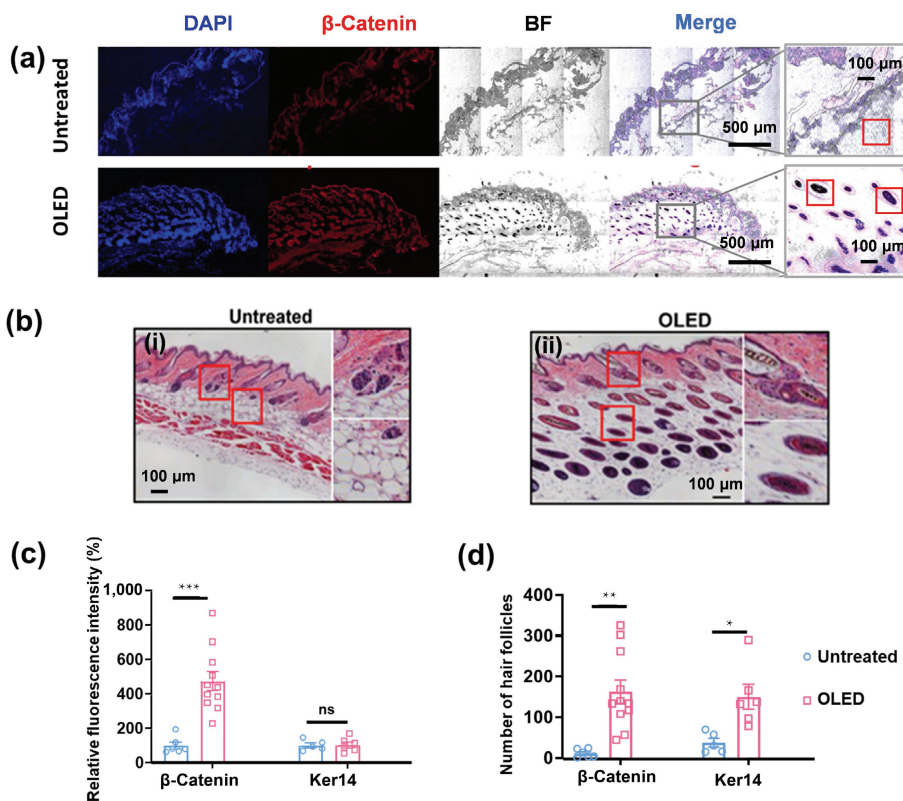 DAPI β-Catenin BF Merge
(a)
Untreated
100 μm
500 μm
OLED
100 μm
500 μm
(b)
Untreated
OLED
(i)
(ii)
100 μm
100 μm
(c)
Relative fluorescence intensity (%)
1,000
800
600
400
200
0
***
ns
β-Catenin
Ker14
(d)
Number of hair follicles
400
300
200
100
0
**
*
β-Catenin
Ker14
Untreated
OLED